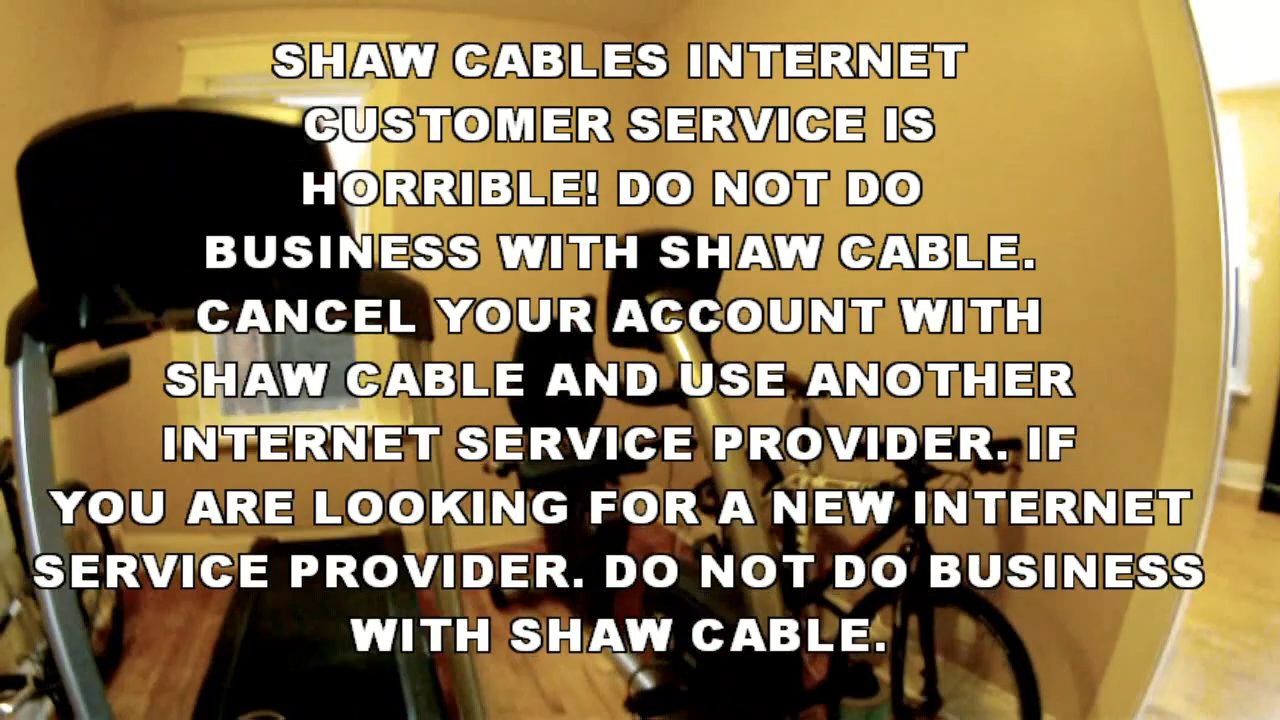 SHAW CABLES INTERNET
CUSTOMER SERVICE IS
HORRIBLE! DO NOT DO
BUSINESS WITH SHAW CABLE.
CANCEL YOUR ACCOUNT WITH
SHAW CABLE AND USE ANOTHER
INTERNET SERVICE PROVIDER. IF
YOU ARE LOOKING FOR A NEW INTERNET
SERVICE PROVIDER. DO NOT DO BUSINESS
WITH SHAW CABLE.